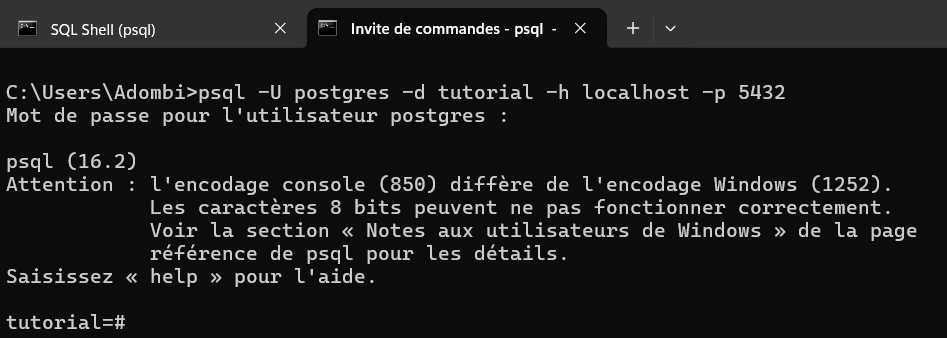 SQL Shell (psql)
Invite de commandes - psql -
C:\Users\Adombi>psql -U postgres -d tutorial -h localhost -p 5432
Mot de passe pour l'utilisateur postgres :
psql (16.2)
Attention : l'encodage console (850) diffère de l'encodage Windows (1252).
Les caractères 8 bits peuvent ne pas fonctionner correctement.
Voir la section « Notes aux utilisateurs de Windows » de la page
référence de psql pour les détails.
Saisissez « help » pour l'aide.
tutorial=#